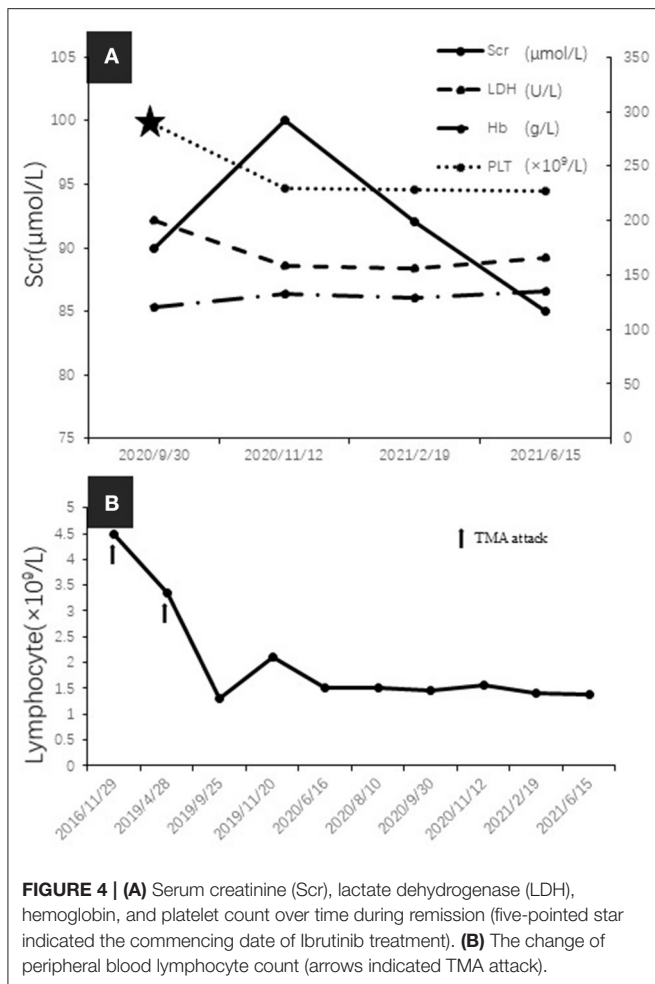 A
105
100
95
90
85
80
75
Scr(μmol/L)
Scr (μmol/L)
LDH (U/L)
Hb (g/L)
PLT (×10⁹/L)
350
300
250
200
150
100
50
0
2020/9/30 2020/11/12 2021/2/19 2021/6/15
B
5
4.5
4
3.5
3
2.5
2
1.5
1
0.5
0
Lymphocyte(×10⁹/L)
TMA attack
2016/11/29 2019/4/28 2019/9/25 2019/11/20 2020/6/16 2020/8/10 2020/9/30 2020/11/12 2021/2/19 2021/6/15
FIGURE 4 | (A) Serum creatinine (Scr), lactate dehydrogenase (LDH),
hemoglobin, and platelet count over time during remission (five-pointed star
indicated the commencing date of Ibrutinib treatment). (B) The change of
peripheral blood lymphocyte count (arrows indicated TMA attack).